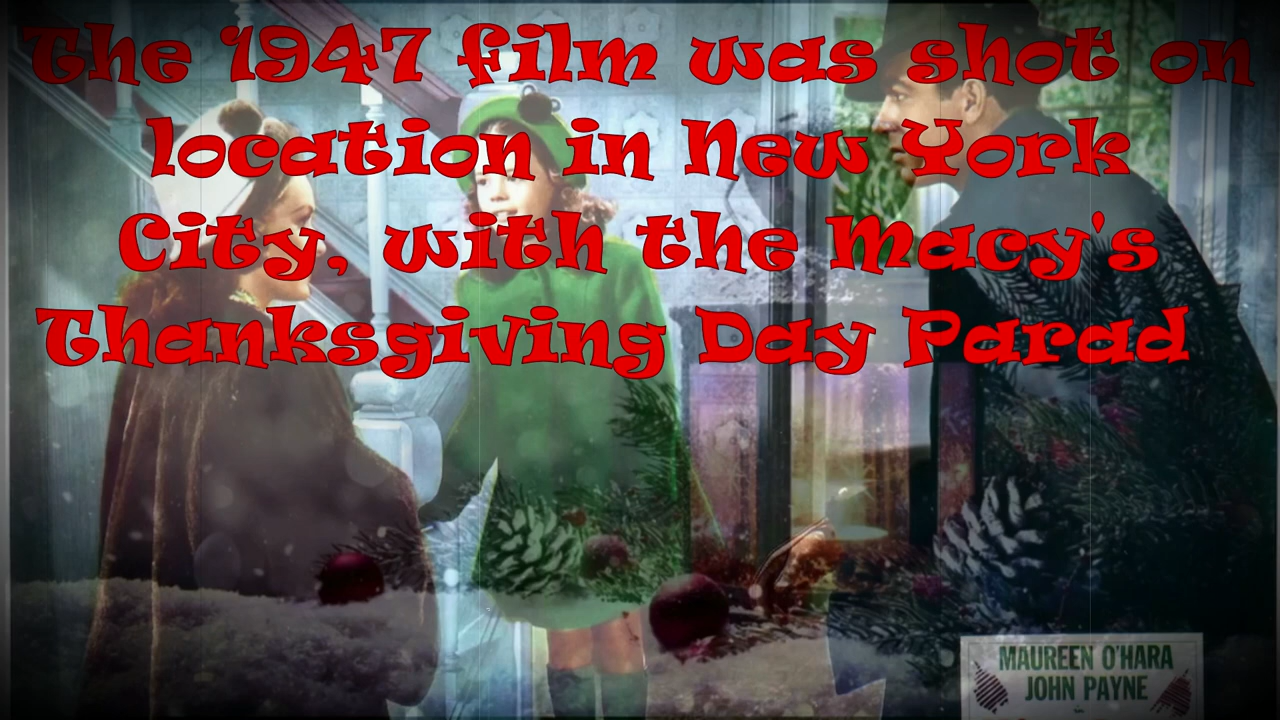 The 1947 film was shot on
location in New York
City, with the Macy's
Thanksgiving Day Parad
MAUREEN O'HARA
JOHN PAYNE